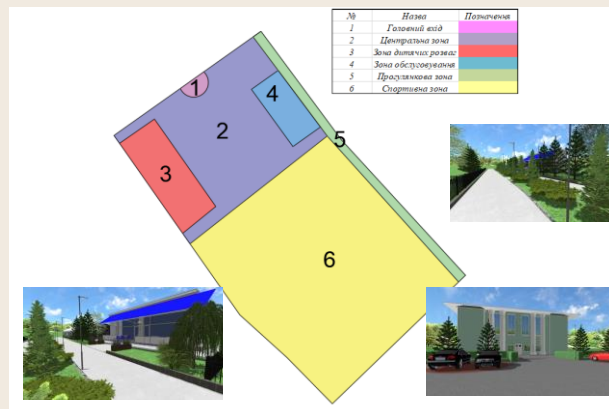 № Назва Позначення
1 Головний вхід
2 Центральна зона
3 Зона дитячих розваг
4 Зона обслуговування
5 Прогулянкова зона
6 Спортивна зона
1
4
2
5
3
6